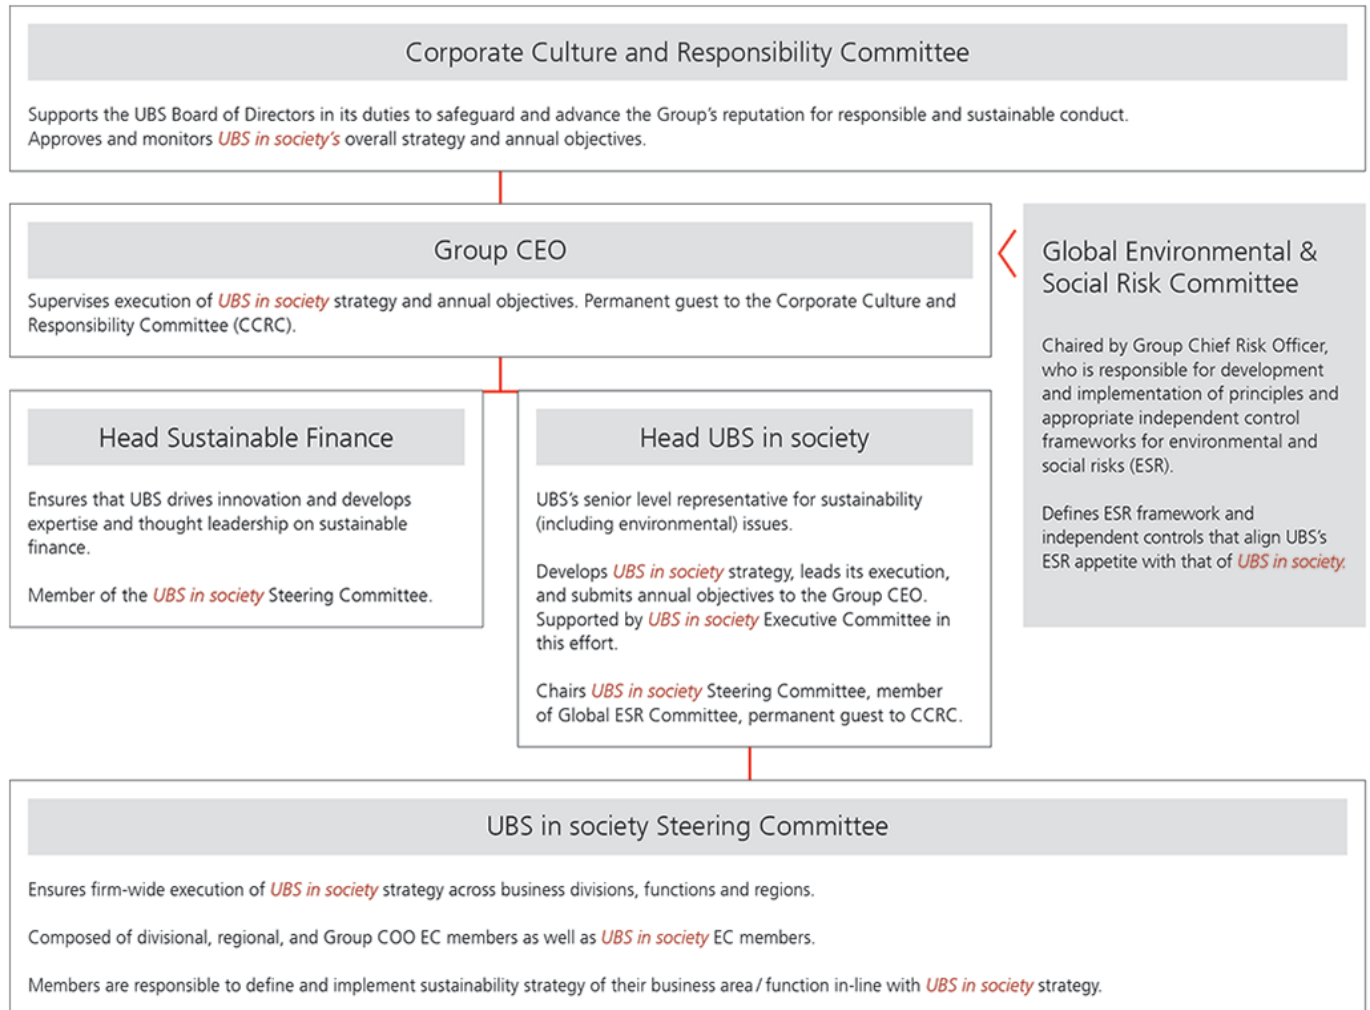 Corporate Culture and Responsibility Committee
Supports the UBS Board of Directors in its duties to safeguard and advance the Group's reputation for responsible and sustainable conduct.
Approves and monitors UBS in society's overall strategy and annual objectives.
Group CEO
Supervises execution of UBS in society strategy and annual objectives. Permanent guest to the Corporate Culture and
Responsibility Committee (CCRC).
Global Environmental &
Social Risk Committee
Chaired by Group Chief Risk Officer,
who is responsible for development
and implementation of principles and
appropriate independent control
frameworks for environmental and
social risks (ESR).
Defines ESR framework and
independent controls that align UBS's
ESR appetite with that of UBS in society.
Head Sustainable Finance
Ensures that UBS drives innovation and develops
expertise and thought leadership on sustainable
finance.
Member of the UBS in society Steering Committee.
Head UBS in society
UBS's senior level representative for sustainability
(including environmental) issues.
Develops UBS in society strategy, leads its execution,
and submits annual objectives to the Group CEO.
Supported by UBS in society Executive Committee in
this effort.
Chairs UBS in society Steering Committee, member
of Global ESR Committee, permanent guest to CCRC.
UBS in society Steering Committee
Ensures firm-wide execution of UBS in society strategy across business divisions, functions and regions.
Composed of divisional, regional, and Group COO EC members as well as UBS in society EC members.
Members are responsible to define and implement sustainability strategy of their business area / function in-line with UBS in society strategy.